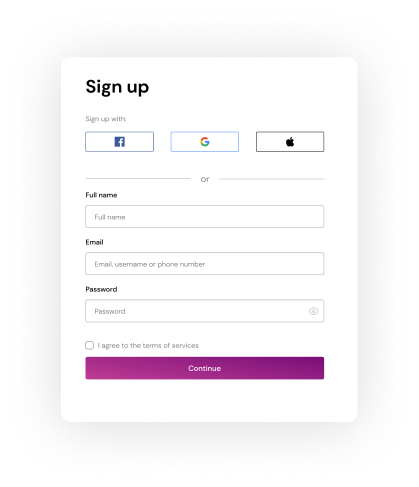 Sign up
Sign up with:
or
Full name
Full name
Email
Email, username or phone number
Password
Password
I agree to the terms of services
Continue